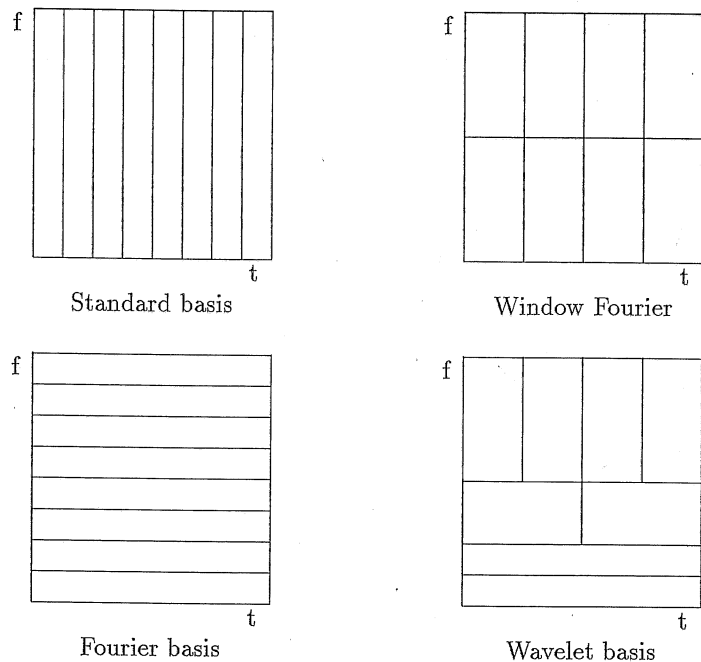 f
t
Standard basis
f
t
Window Fourier
f
t
Fourier basis
f
t
Wavelet basis